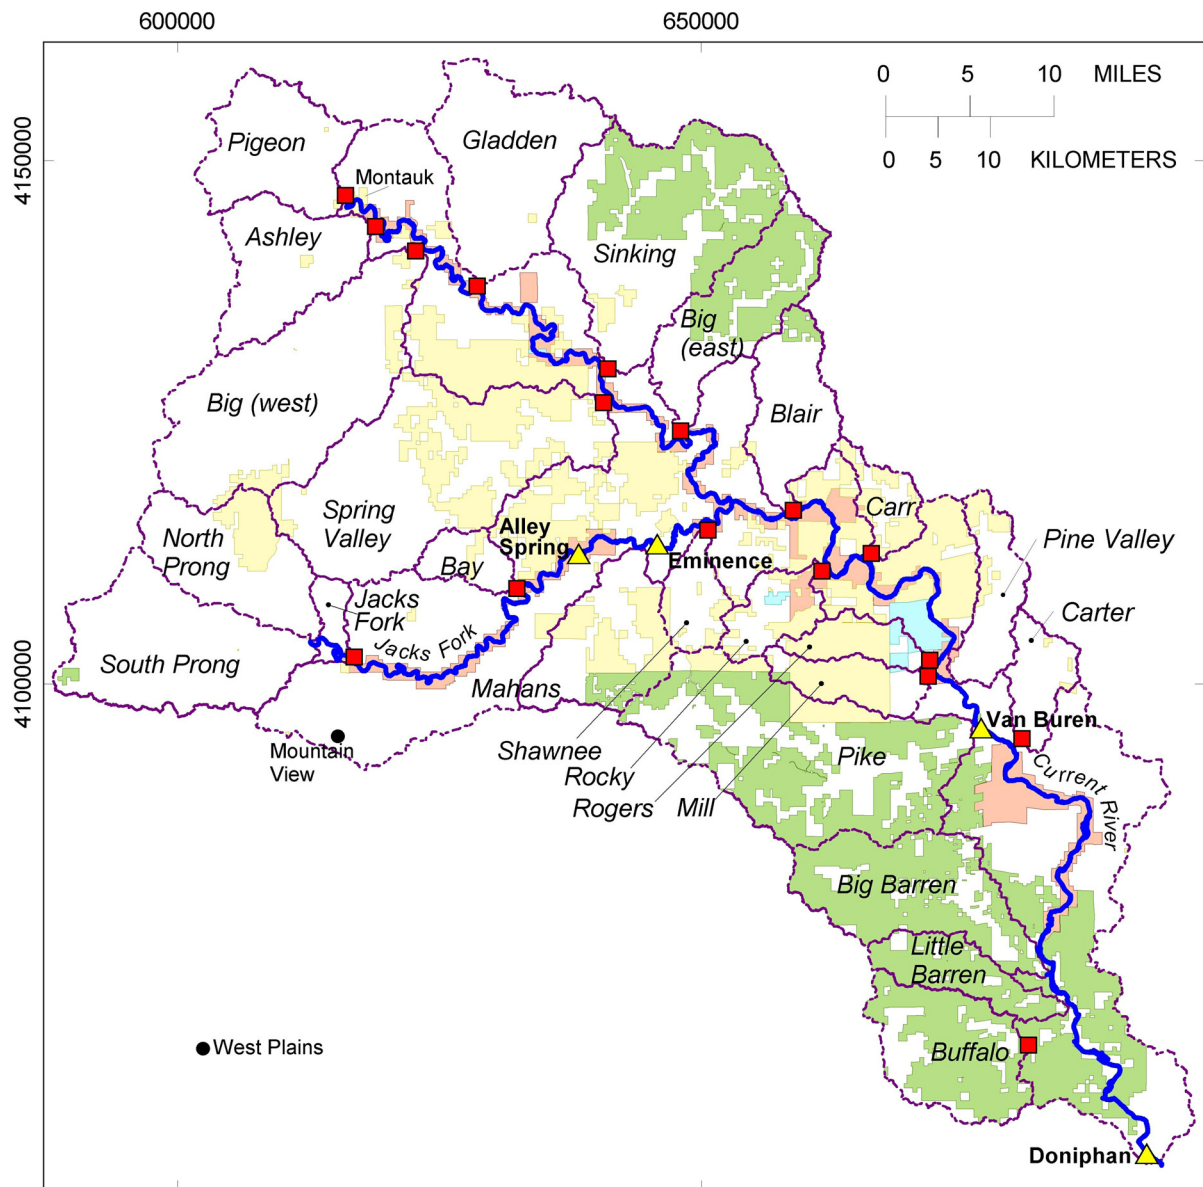 600000
650000
0 5 10 MILES
0 5 10 KILOMETERS
4150000
4100000
Pigeon
Gladden
Montauk
Ashley
Sinking
Big
(east)
Big (west)
Blair
Spring
Valley
Carr
North
Prong
Alley
Spring
Bay
Eminence
Pine Valley
Jacks
Fork
Jacks Fork
Carter
South Prong
Mahans
Mountain
View
Shawnee
Rocky
Rogers
Mill
Pike
Van Buren
Current River
Big Barren
Little
Barren
Buffalo
West Plains
Doniphan